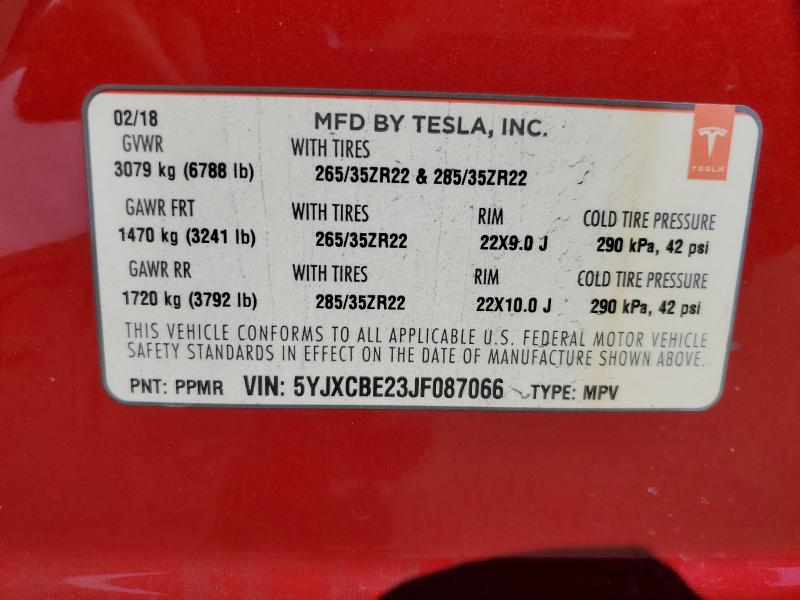 02/18 MFD BY TESLA, INC.
TESLA
GVWR WITH TIRES
3079 kg (6788 lb) 265/35ZR22 & 285/35ZR22
GAWR FRT WITH TIRES RIM COLD TIRE PRESSURE
1470 kg (3241 lb) 265/35ZR22 22X9.0 J 290 kPa, 42 psi
GAWR RR WITH TIRES RIM COLD TIRE PRESSURE
1720 kg (3792 lb) 285/35ZR22 22X10.0 J 290 kPa, 42 psi
THIS VEHICLE CONFORMS TO ALL APPLICABLE U.S. FEDERAL MOTOR VEHICLE
SAFETY STANDARDS IN EFFECT ON THE DATE OF MANUFACTURE SHOWN ABOVE.
PNT: PPMR VIN: 5YJXCBE23JF087066 TYPE: MPV